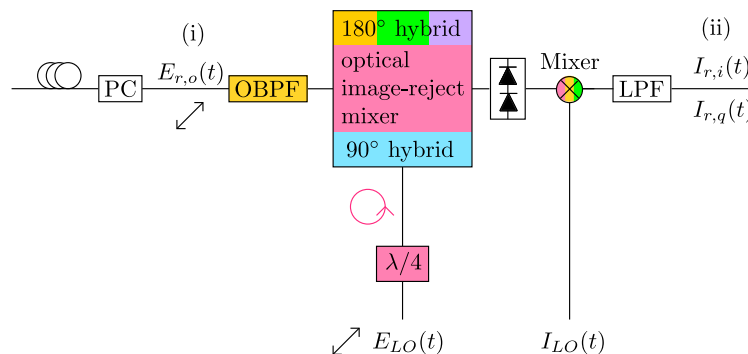 (i)
(ii)
180° hybrid
optical
image-reject
mixer
90° hybrid
PC
E_{r,o}(t)
OBPF
Mixer
LPF
I_{r,i}(t)
I_{r,q}(t)
λ/4
E_{LO}(t)
I_{LO}(t)